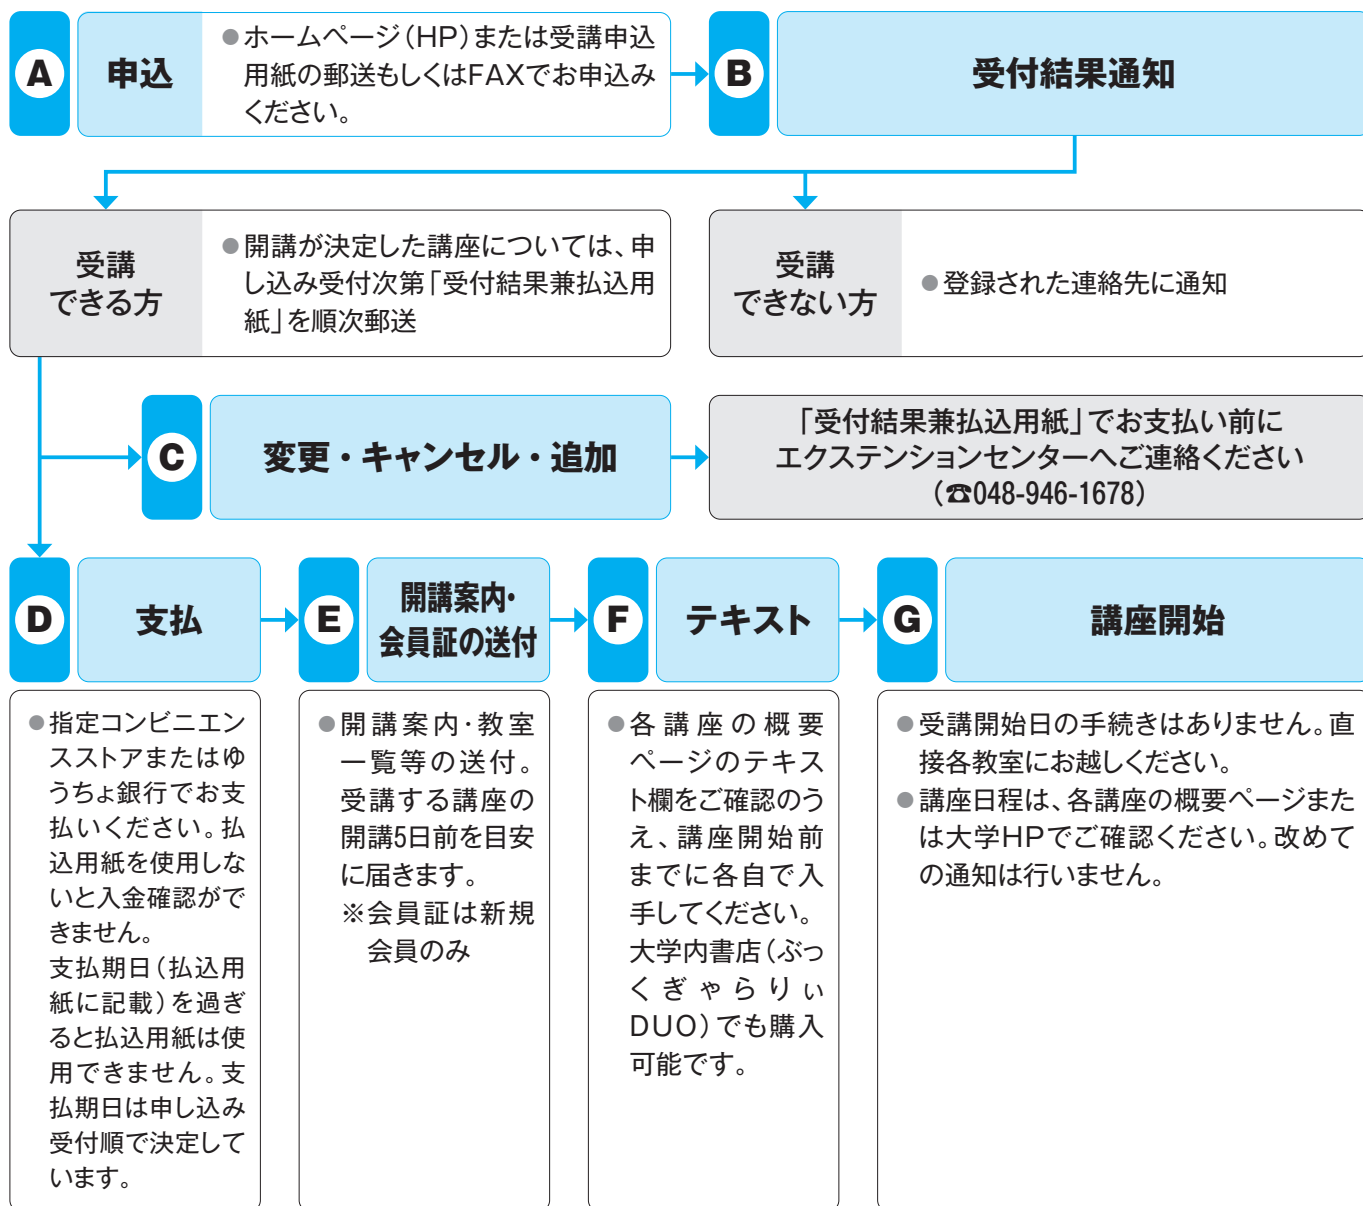 A
申込
●ホームページ（HP）または受講申込
用紙の郵送もしくはFAXでお申込み
ください。
B
受付結果通知
受講
できる方
●開講が決定した講座については、申
し込み受付次第「受付結果兼払込用
紙」を順次郵送
受講
できない方
●登録された連絡先に通知
C
変更・キャンセル・追加
「受付結果兼払込用紙」でお支払い前に
エクステンションセンターへご連絡ください
（☎048-946-1678）
D
支払
●指定コンビニエン
スストアまたはゆ
うちょ銀行でお支
払いください。払
込用紙を使用しな
いと入金確認がで
きません。
支払期日（払込用
紙に記載）を過ぎ
ると払込用紙は使
用できません。支
払期日は申し込み
受付順で決定して
います。
E
開講案内・
会員証の送付
●開講案内・教室
一覧等の送付。
受講する講座の
開講5日前を目安
に届きます。
※会員証は新規
会員のみ
F
テキスト
●各講座の概要
ページのテキス
ト欄をご確認のう
え、講座開始前
までに各自で入
手してください。
大学内書店（ぶっ
くぎゃらりぃ
DUO）でも購入
可能です。
G
講座開始
●受講開始日の手続きはありません。直
接各教室にお越しください。
●講座日程は、各講座の概要ページまた
は大学HPでご確認ください。改めて
の通知は行いません。